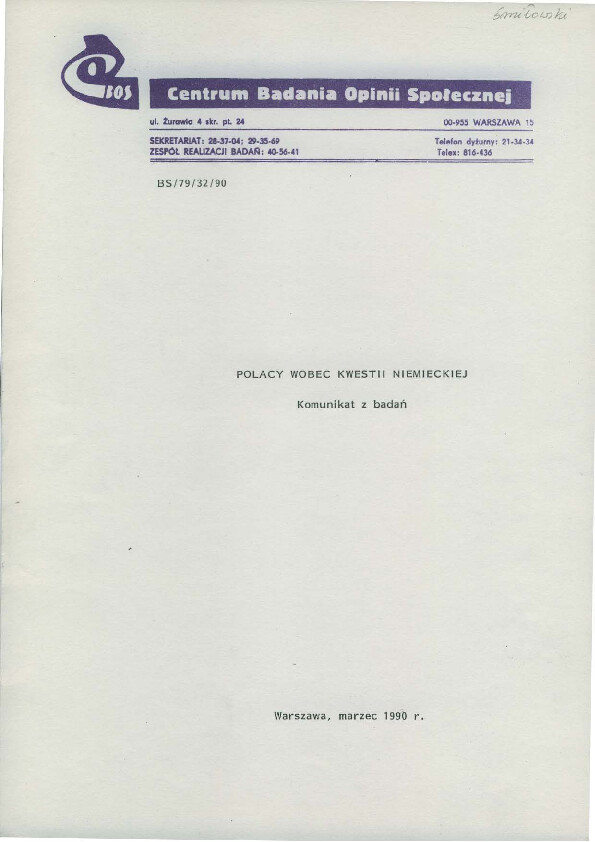 Smiłowski
CBOS
Centrum Badania Opinii Społecznej
ul. Żurawia 4 skr. pt. 24 00-955 WARSZAWA 15
SEKRETARIAT: 28-37-04; 29-35-69 Telefon dyżurny: 21-34-34
ZESPÓŁ REALIZACJI BADAŃ: 40-56-41 Telex: 816-436
BS/79/32/90
POLACY WOBEC KWESTII NIEMIECKIEJ
Komunikat z badań
Warszawa, marzec 1990 r.